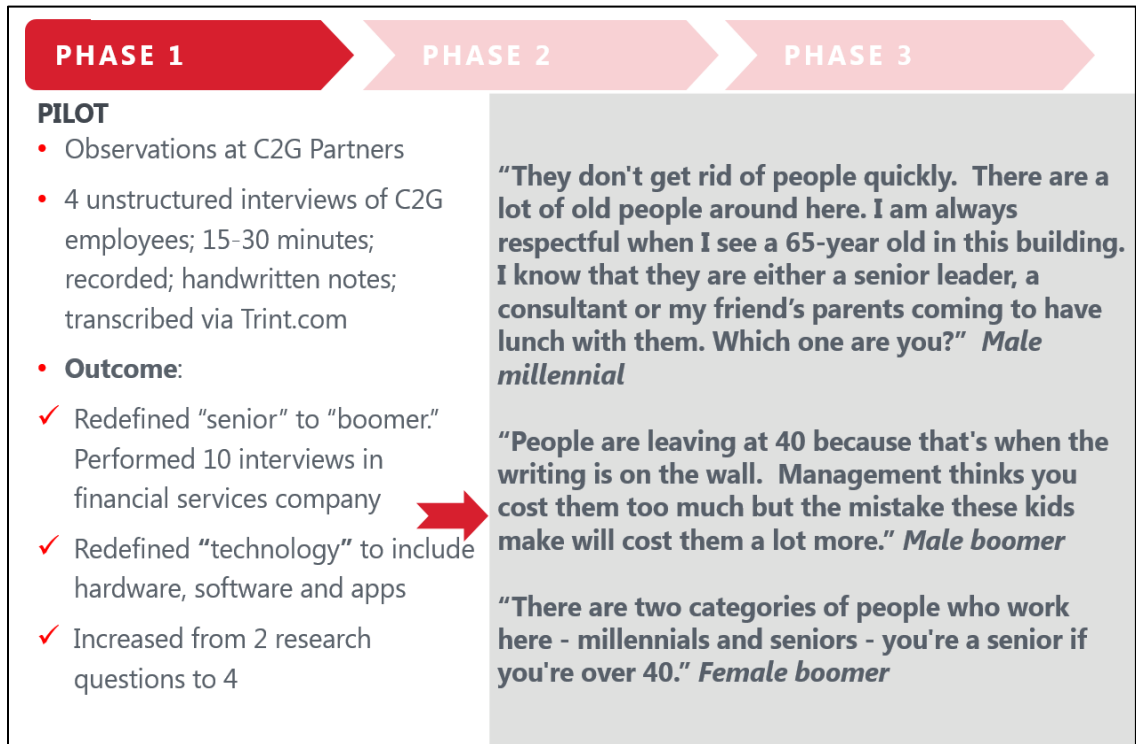 PHASE 1
PHASE 2
PHASE 3
PILOT
• Observations at C2G Partners
• 4 unstructured interviews of C2G
employees; 15-30 minutes;
recorded; handwritten notes;
transcribed via Trint.com
• Outcome:
✓ Redefined “senior” to “boomer.”
Performed 10 interviews in
financial services company
✓ Redefined “technology” to include
hardware, software and apps
✓ Increased from 2 research
questions to 4
“They don't get rid of people quickly.  There are a
lot of old people around here. I am always
respectful when I see a 65-year old in this building.
I know that they are either a senior leader, a
consultant or my friend’s parents coming to have
lunch with them. Which one are you?”  Male
millennial
“People are leaving at 40 because that's when the
writing is on the wall.  Management thinks you
cost them too much but the mistake these kids
make will cost them a lot more.” Male boomer
“There are two categories of people who work
here - millennials and seniors - you're a senior if
you're over 40.” Female boomer